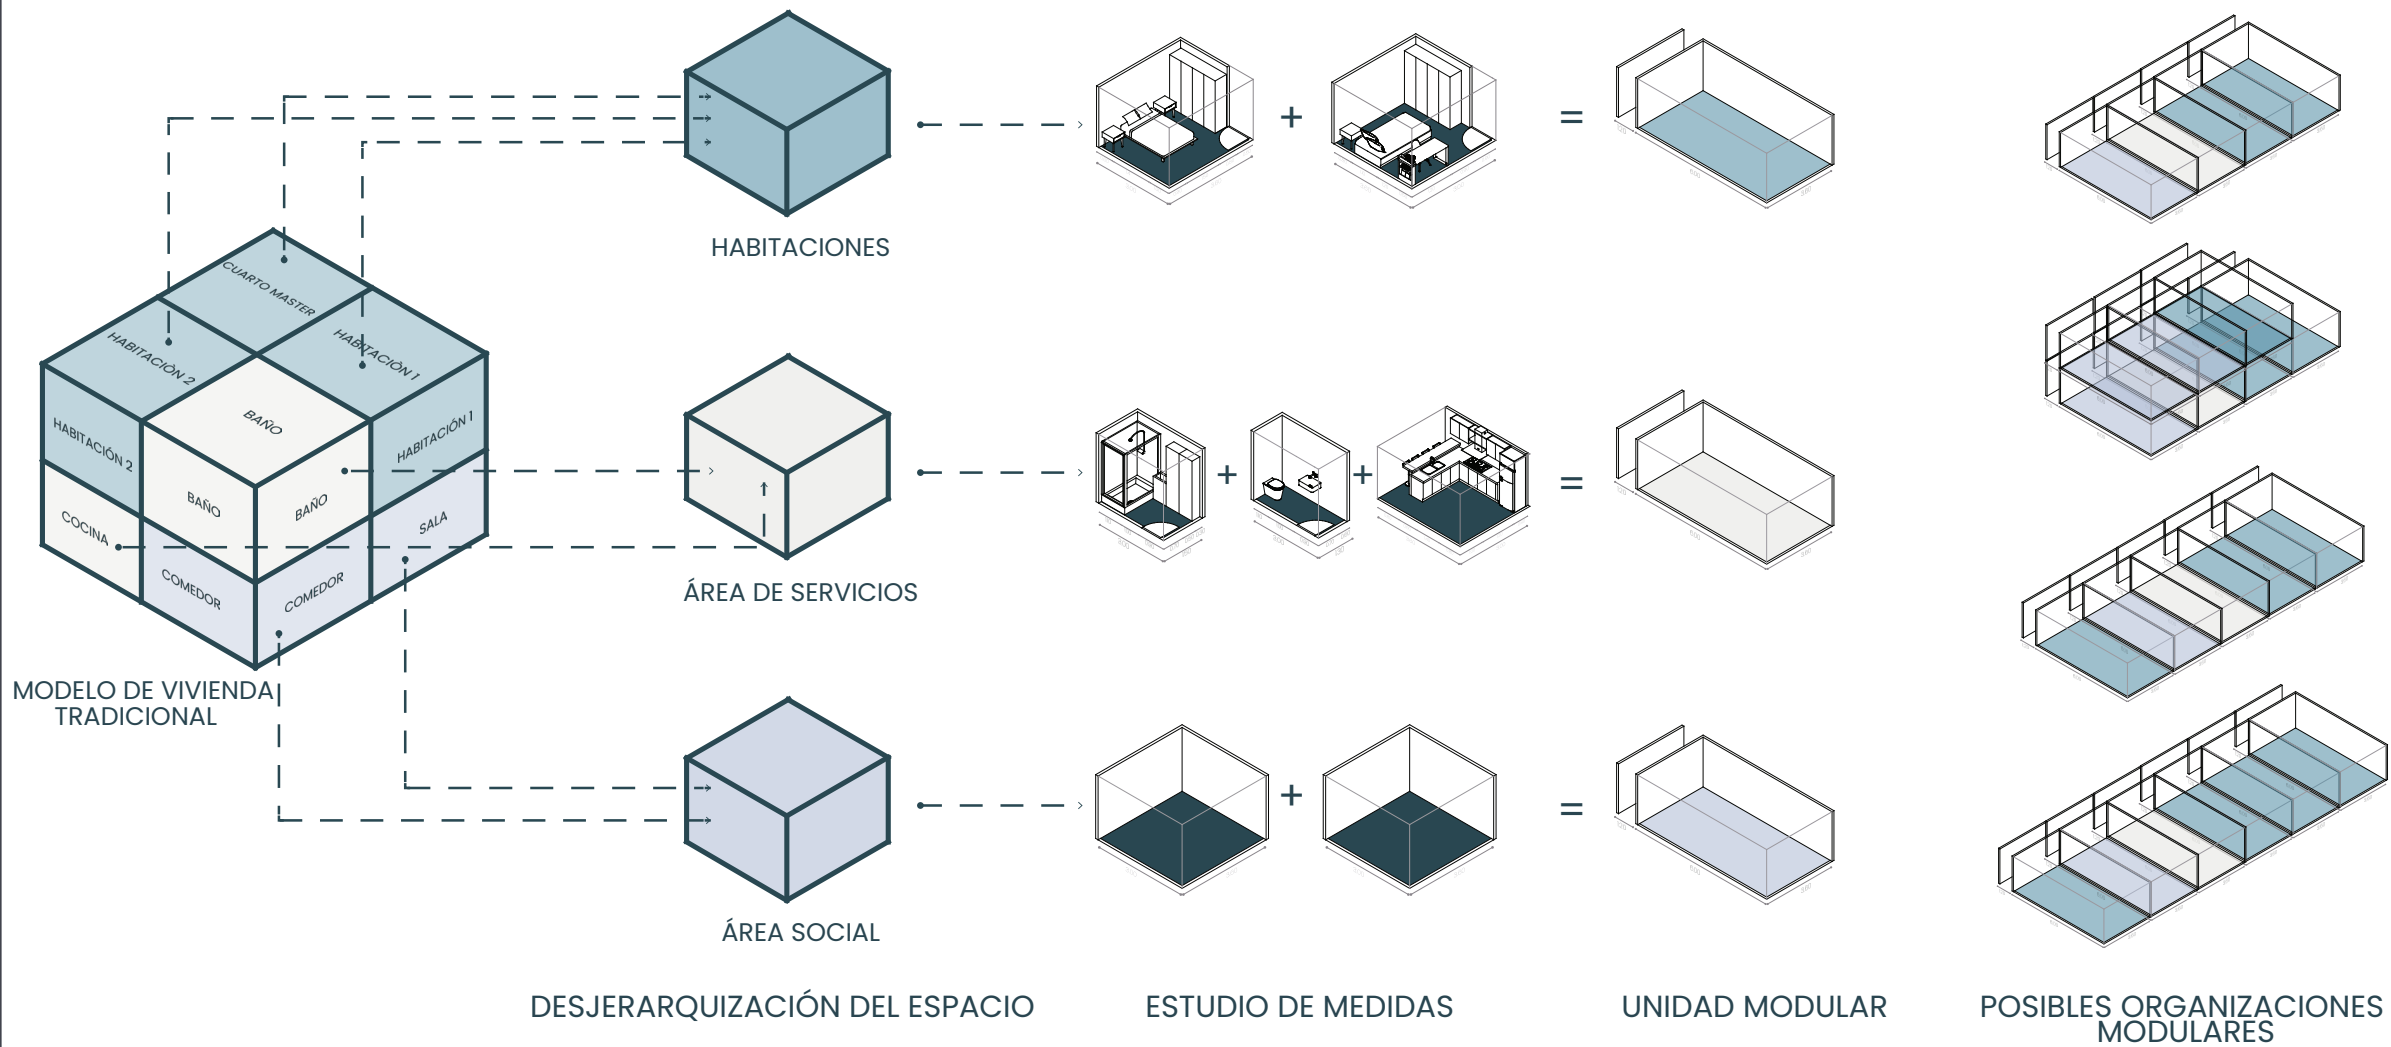 HABITACIONES
CUARTO MASTER
HABITACIÓN 2
HABITACIÓN 1
BAÑO
HABITACIÓN 2
HABITACIÓN 1
BAÑO
BAÑO
COCINA
SALA
COMEDOR
COMEDOR
+
=
ÁREA DE SERVICIOS
+
+
=
MODELO DE VIVIENDA
TRADICIONAL
+
=
ÁREA SOCIAL
DESJERARQUIZACIÓN DEL ESPACIO
ESTUDIO DE MEDIDAS
UNIDAD MODULAR
POSIBLES ORGANIZACIONES
MODULARES